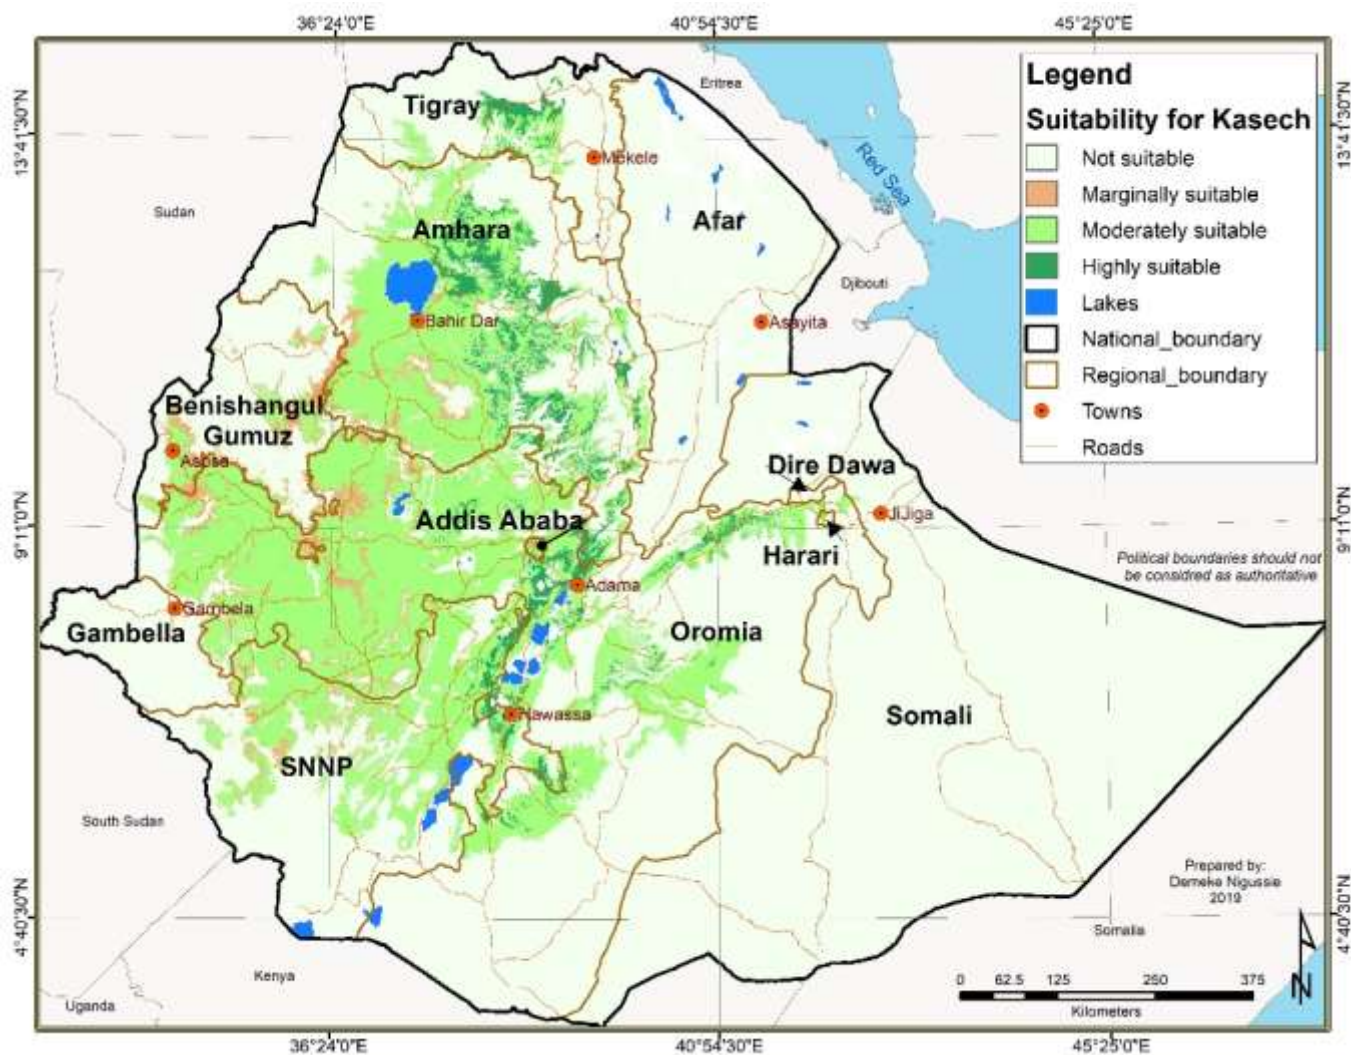 36°24'0"E 40°54'30"E 45°25'0"E
Legend
Suitability for Kasech
Not suitable
Marginally suitable
Moderately suitable
Highly suitable
Lakes
National_boundary
Regional_boundary
Towns
Roads
13°41'30"N
13°41'30"N
Eritrea
Tigray
Mekele
Red Sea
Sudan
Afar
Amhara
Djibouti
Bahir Dar
Asayita
Benishangul
Gumuz
Asosa
Dire Dawa
9°1'0"N
9°1'0"N
Addis Ababa
JiJiga
Harari
Political boundaries should not
be considred as authoritative
Adama
Gambela
Gambella
Oromia
Hawassa
Somali
SNNP
South Sudan
Prepared by:
Demeke Nigussie
2019
4°40'30"N
4°40'30"N
Somalia
Kenya
Uganda
0 62.5 125 250 375
Kilometers
N
36°24'0"E 40°54'30"E 45°25'0"E